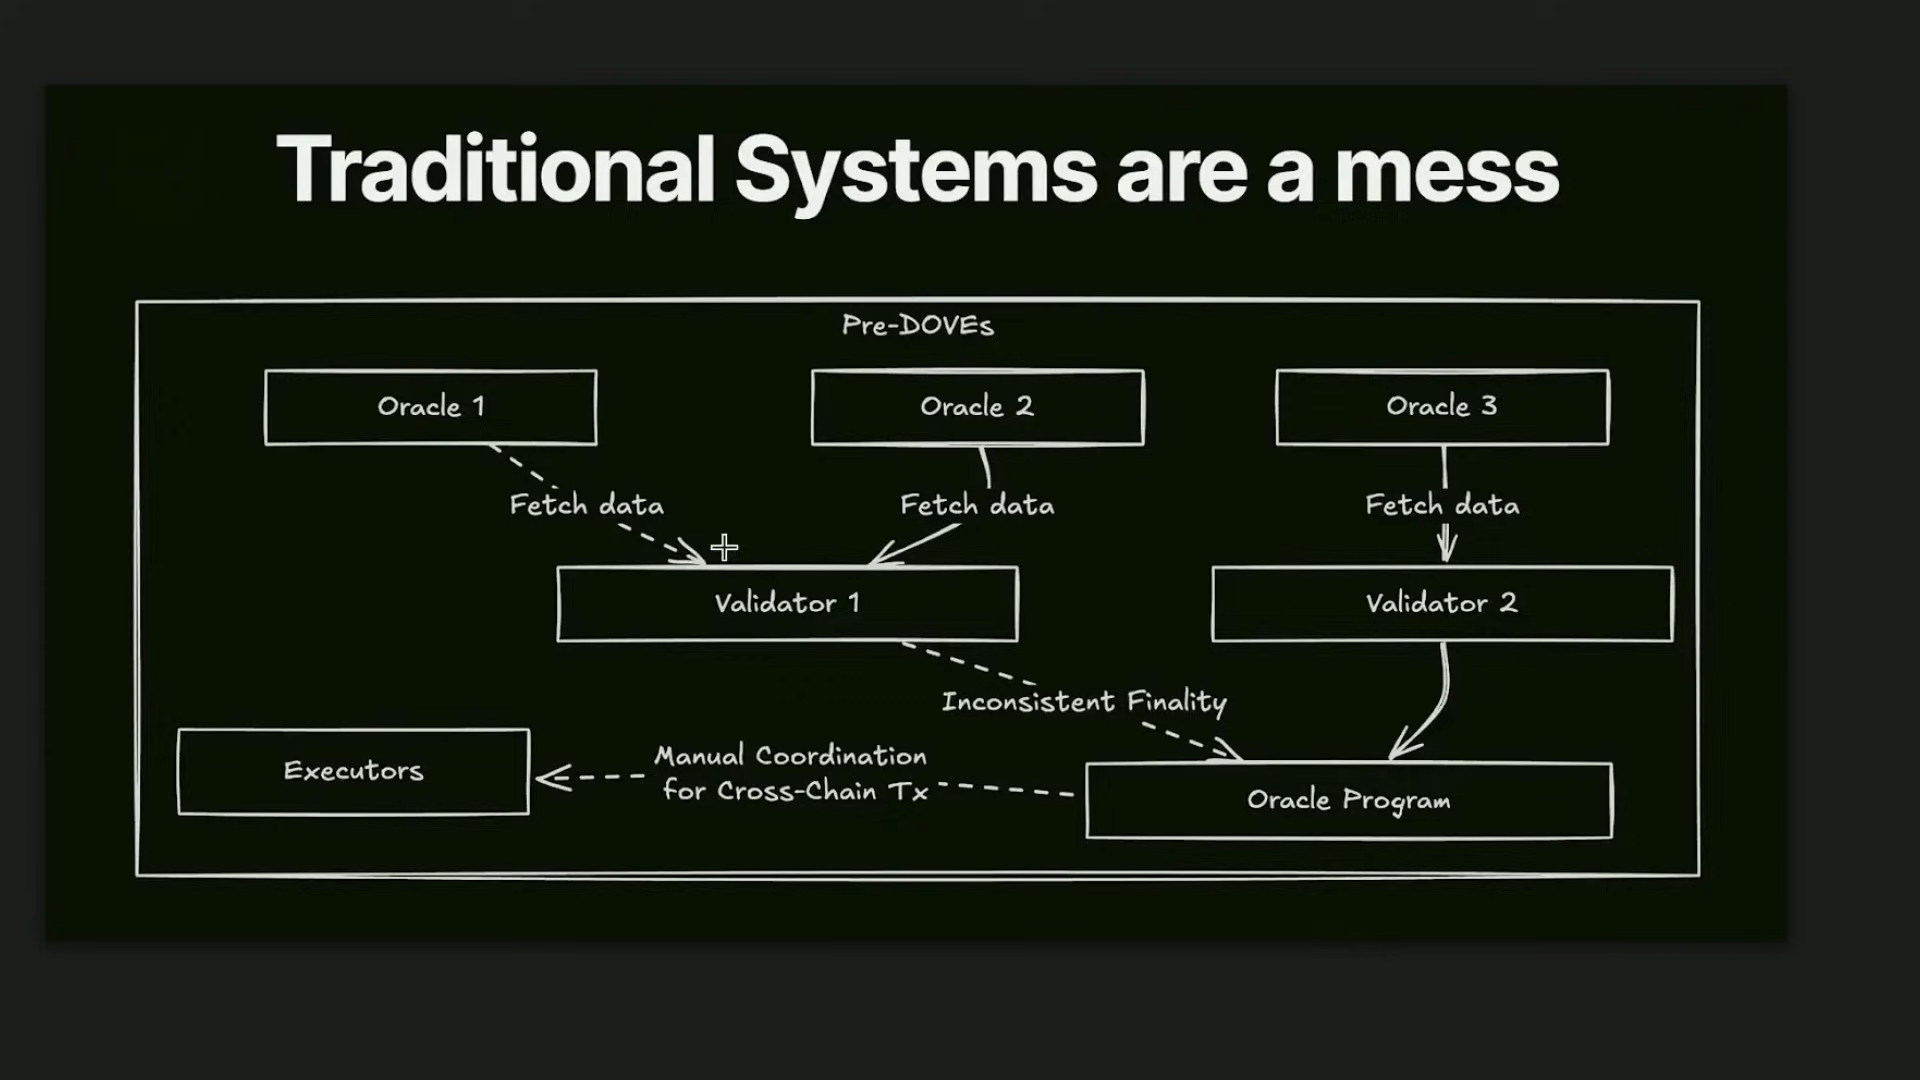 Traditional Systems are a mess
Pre-DOVEs
Oracle 1
Oracle 2
Oracle 3
Fetch data
Fetch data
Fetch data
Validator 1
Validator 2
Inconsistent Finality
Manual Coordination
for Cross-Chain Tx
Executors
Oracle Program